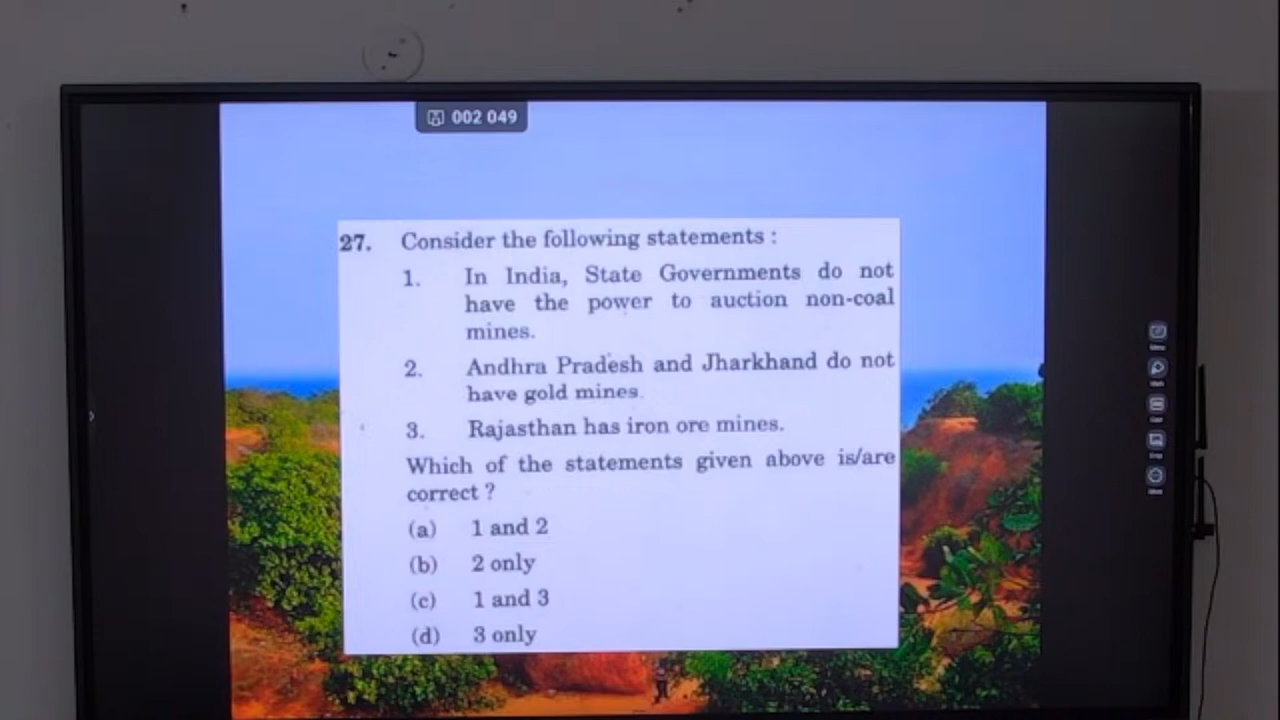 002 049
27. Consider the following statements :
1. In India, State Governments do not
have the power to auction non-coal
mines.
2. Andhra Pradesh and Jharkhand do not
have gold mines.
3. Rajasthan has iron ore mines.
Which of the statements given above is/are
correct ?
(a) 1 and 2
(b) 2 only
(c) 1 and 3
(d) 3 only